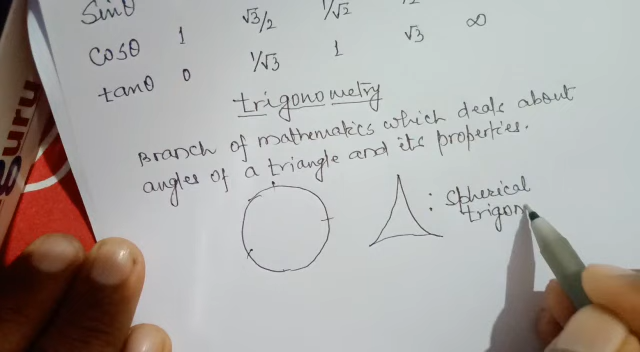 sinθ
cosθ 1 √3/2 1/√2
tanθ 0 1/√3 1 √3 ∞
trigonometry
Branch of mathematics which deals about
angles of a triangle and its properties.
: Spherical
trigon
uru